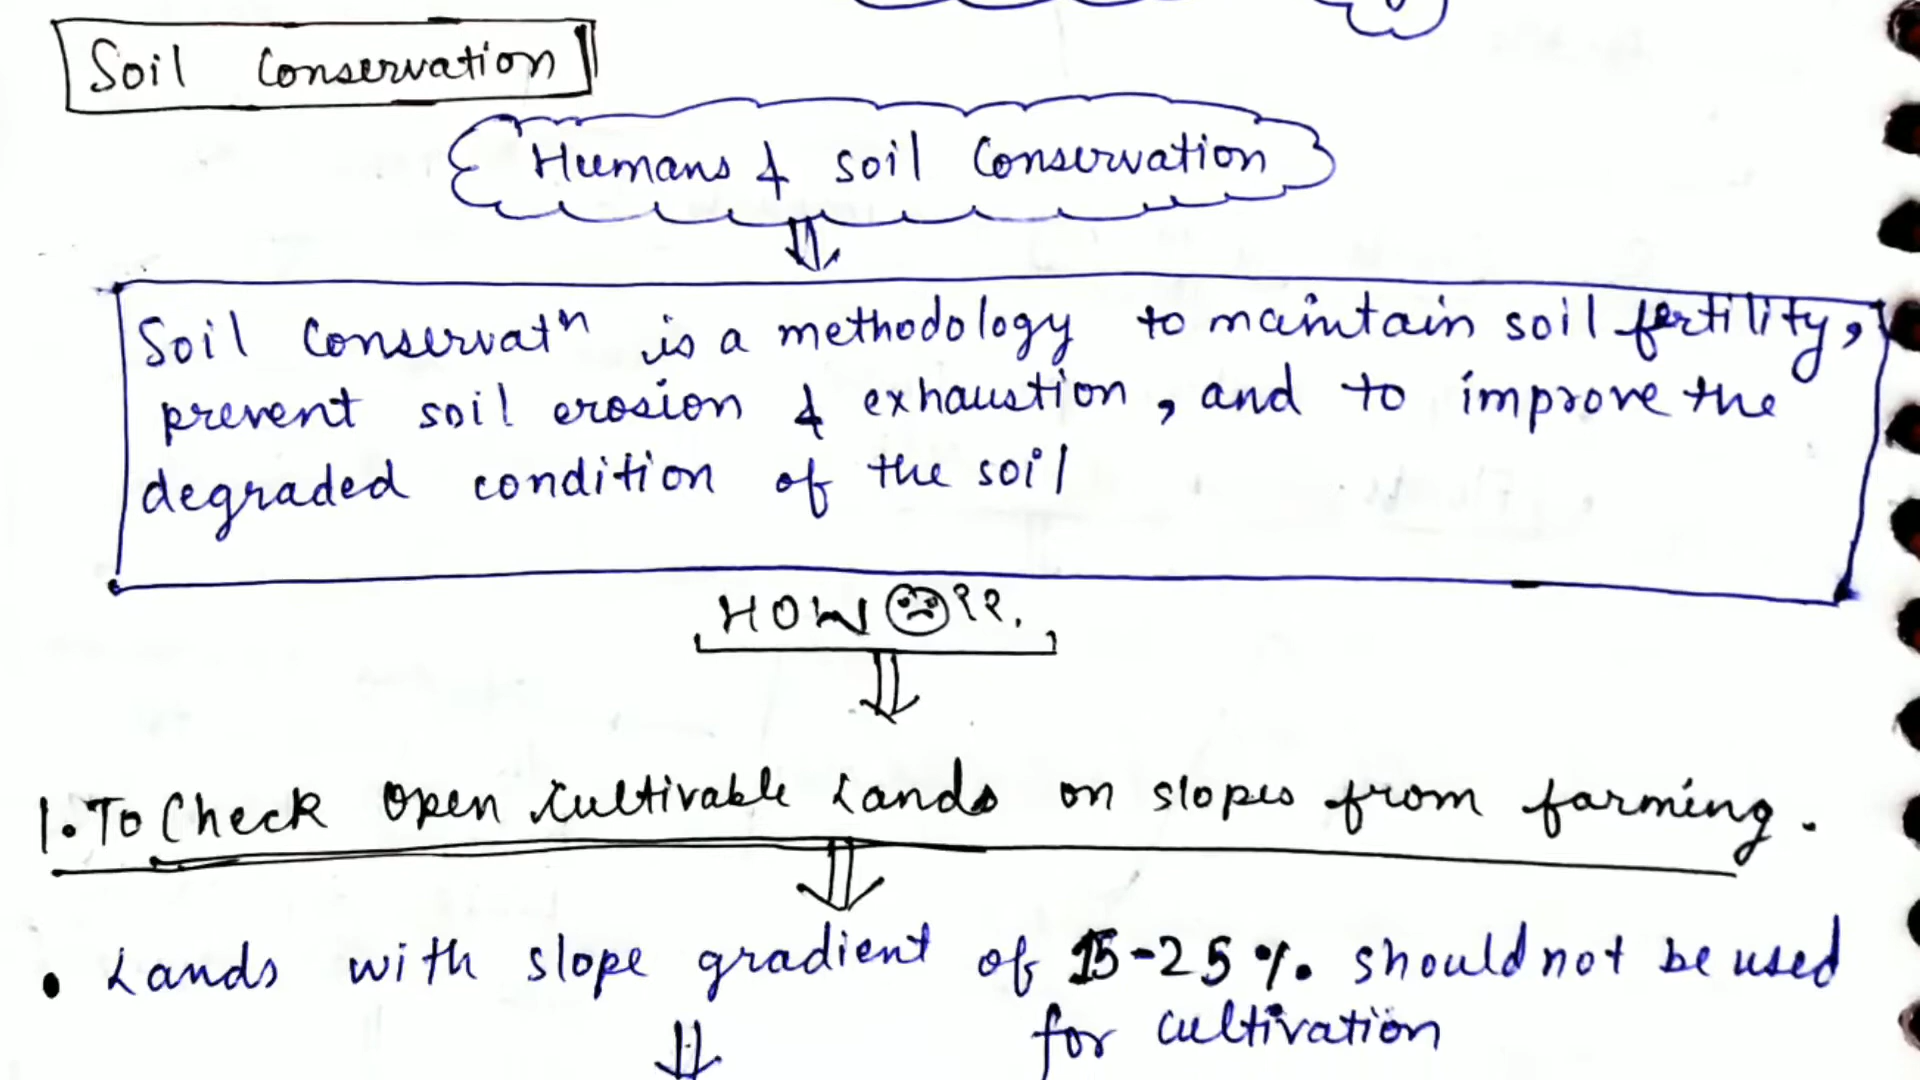 Soil Conservation
Humans & soil Conservation
Soil Conservatⁿ is a methodology to maintain soil fertility,
prevent soil erosion & exhaustion, and to improve the
degraded condition of the soil
HOW ??.
1. To Check Open Cultivable Lands on slopes from farming.
• Lands with slope gradient of 15-25% should not be used
for cultivation